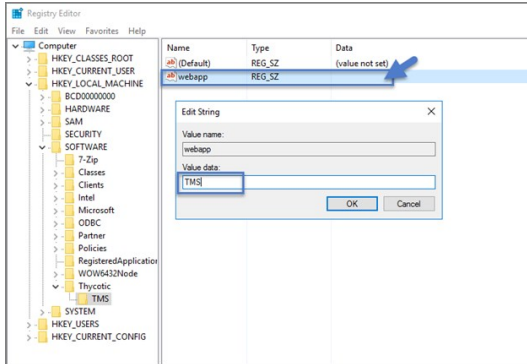 Registry Editor
File Edit View Favorites Help
Computer
HKEY_CLASSES_ROOT
HKEY_CURRENT_USER
HKEY_LOCAL_MACHINE
BCD00000000
HARDWARE
SAM
SECURITY
SOFTWARE
7-Zip
Classes
Clients
Intel
Microsoft
ODBC
Partner
Policies
RegisteredApplication
WOW6432Node
Thycotic
TMS
SYSTEM
HKEY_USERS
HKEY_CURRENT_CONFIG
Name Type Data
ab (Default) REG_SZ (value not set)
ab webapp REG_SZ
Edit String
Value name:
webapp
Value data:
TMS
OK Cancel